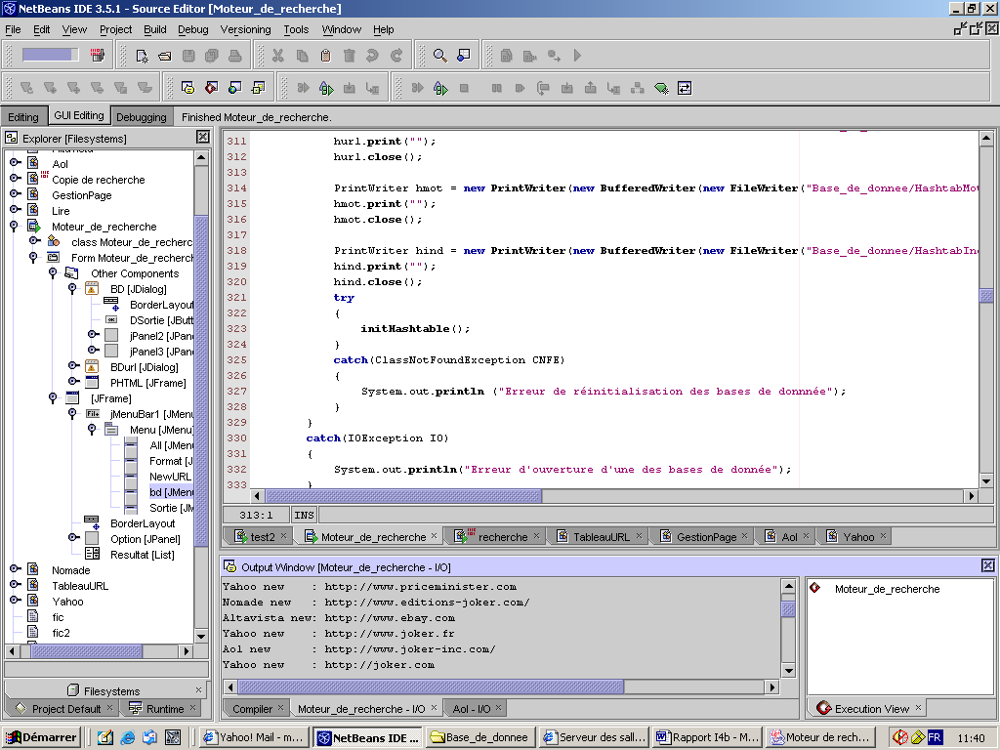 NetBeans IDE 3.5.1 - Source Editor [Moteur_de_recherche]
File Edit View Project Build Debug Versioning Tools Window Help
Editing GUI Editing Debugging Finished Moteur_de_recherche.
Explorer [Filesystems]
Aol
Copie de recherche
GestionPage
Lire
Moteur_de_recherche
class Moteur_de_recherc
Form Moteur_de_recherch
Other Components
BD [JDialog]
BorderLayou
DSortie [JButt
jPanel2 [JPan
jPanel3 [JPan
BDurl [JDialog]
PHTML [JFrame]
[JFrame]
jMenuBar1 [JMenu
Menu [JMenu]
All [JMenu
Format [J
NewURL
bd [JMenu
Sortie [JM
BorderLayout
Option [JPanel]
Resultat [List]
Nomade
TableauURL
Yahoo
fic
fic2
Filesystems
Project Default Runtime
311 hurl.print("");
312 hurl.close();
313
314 PrintWriter hmot = new PrintWriter(new BufferedWriter(new FileWriter("Base_de_donnee/HashtabMot
315 hmot.print("");
316 hmot.close();
317
318 PrintWriter hind = new PrintWriter(new BufferedWriter(new FileWriter("Base_de_donnee/HashtabInd
319 hind.print("");
320 hind.close();
321 try
322 {
323 initHashtable();
324 }
325 catch(ClassNotFoundException CNFE)
326 {
327 System.out.println ("Erreur de réinitialisation des bases de donnnée");
328 }
329 }
330 catch(IOException IO)
331 {
332 System.out.println("Erreur d'ouverture d'une des bases de donnée");
333 }
313:1 INS
test2 Moteur_de_recherche recherche TableauURL GestionPage Aol Yahoo
Output Window [Moteur_de_recherche - I/O]
Yahoo new : http://www.priceminister.com
Nomade new : http://www.editions-joker.com/
Altavista new: http://www.ebay.com
Yahoo new : http://www.joker.fr
Aol new : http://www.joker-inc.com/
Yahoo new : http://joker.com
Compiler Moteur_de_recherche - I/O Aol - I/O
Moteur_de_recherche
Execution View
Démarrer Yahoo! Mail - m... NetBeans IDE ... Base_de_donnee Serveur des sall... Rapport I4b - M... Moteur de rech... FR 11:40